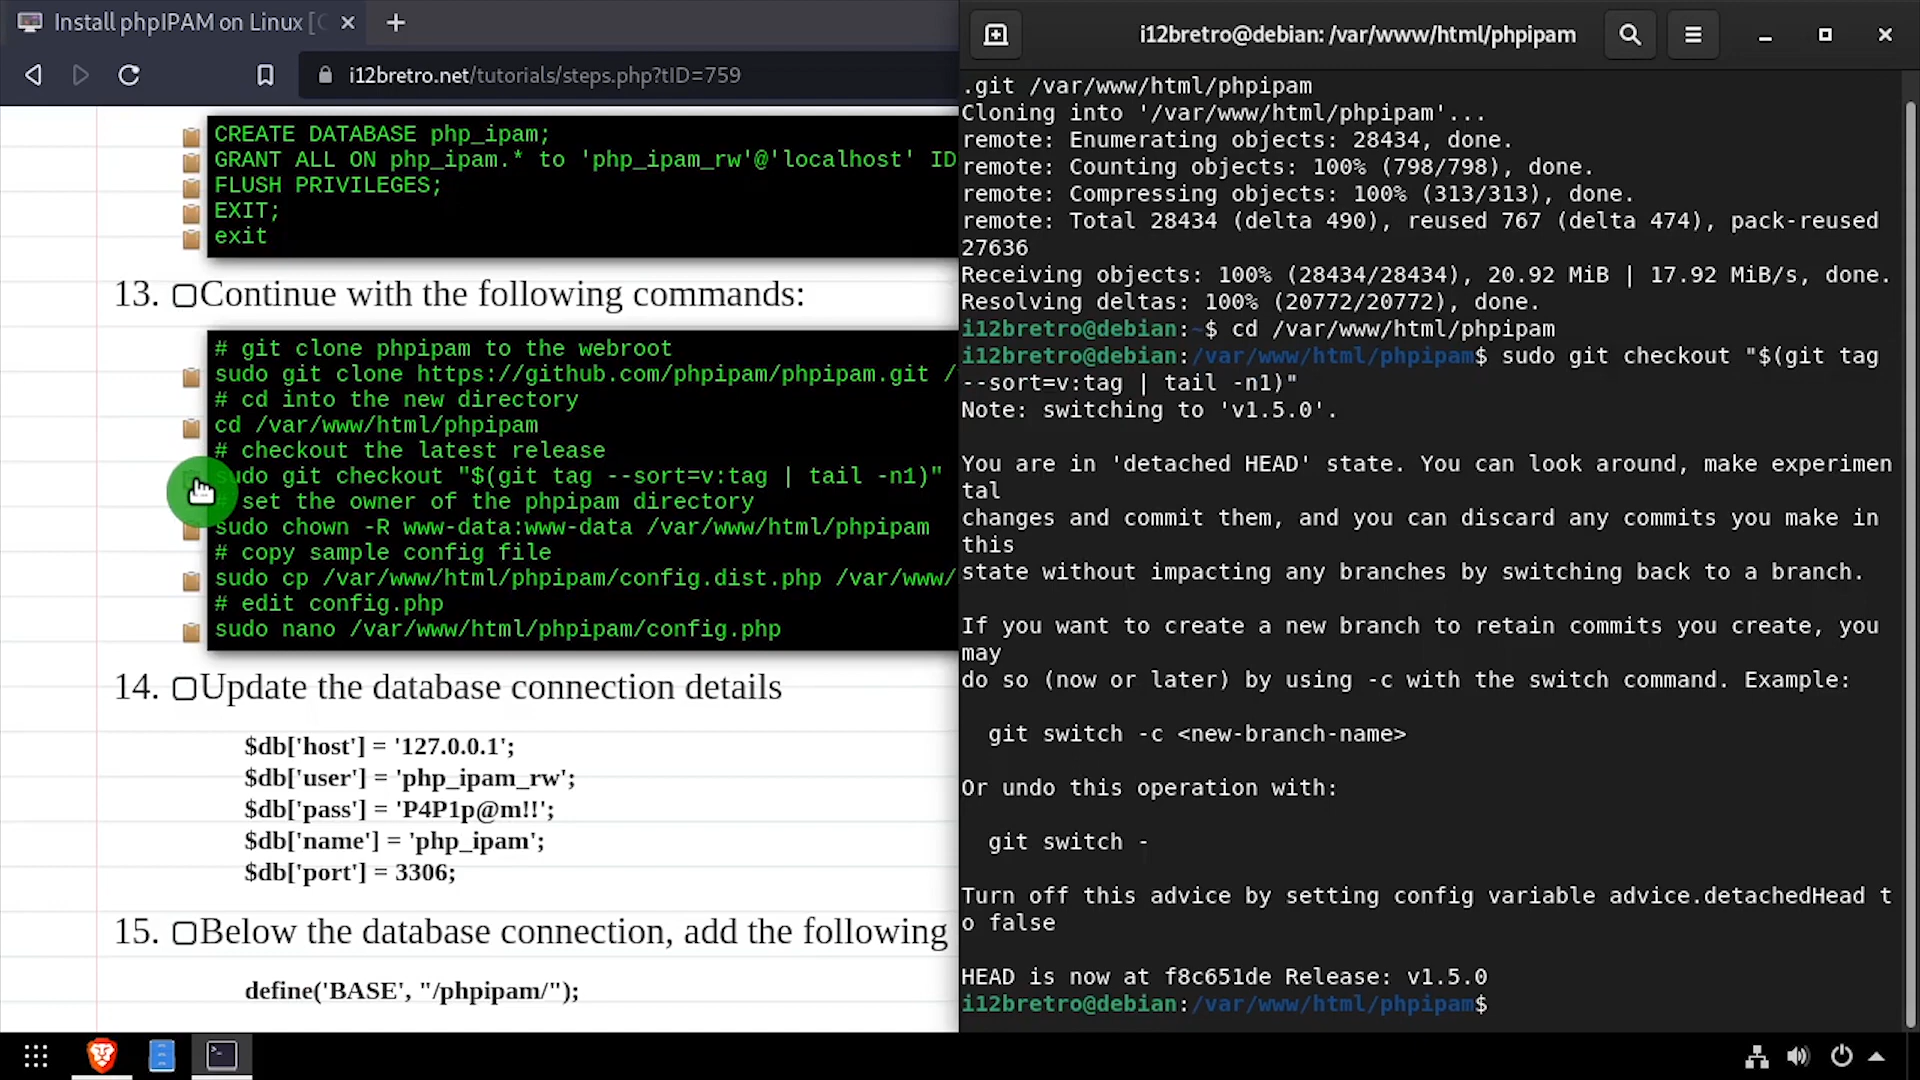 Install phpIPAM on Linux [
i12bretro.net/tutorials/steps.php?tID=759
CREATE DATABASE php_ipam;
GRANT ALL ON php_ipam.* to 'php_ipam_rw'@'localhost' ID
FLUSH PRIVILEGES;
EXIT;
exit
13. Continue with the following commands:
# git clone phpipam to the webroot
sudo git clone https://github.com/phpipam/phpipam.git /
# cd into the new directory
cd /var/www/html/phpipam
# checkout the latest release
sudo git checkout "$(git tag --sort=v:tag | tail -n1)"
# set the owner of the phpipam directory
sudo chown -R www-data:www-data /var/www/html/phpipam
# copy sample config file
sudo cp /var/www/html/phpipam/config.dist.php /var/www/
# edit config.php
sudo nano /var/www/html/phpipam/config.php
14. Update the database connection details
$db['host'] = '127.0.0.1';
$db['user'] = 'php_ipam_rw';
$db['pass'] = 'P4P1p@m!!';
$db['name'] = 'php_ipam';
$db['port'] = 3306;
15. Below the database connection, add the following
define('BASE', "/phpipam/");
i12bretro@debian: /var/www/html/phpipam
.git /var/www/html/phpipam
Cloning into '/var/www/html/phpipam'...
remote: Enumerating objects: 28434, done.
remote: Counting objects: 100% (798/798), done.
remote: Compressing objects: 100% (313/313), done.
remote: Total 28434 (delta 490), reused 767 (delta 474), pack-reused
27636
Receiving objects: 100% (28434/28434), 20.92 MiB | 17.92 MiB/s, done.
Resolving deltas: 100% (20772/20772), done.
i12bretro@debian:~$ cd /var/www/html/phpipam
i12bretro@debian:/var/www/html/phpipam$ sudo git checkout "$(git tag
--sort=v:tag | tail -n1)"
Note: switching to 'v1.5.0'.
You are in 'detached HEAD' state. You can look around, make experimen
tal
changes and commit them, and you can discard any commits you make in
this
state without impacting any branches by switching back to a branch.
If you want to create a new branch to retain commits you create, you
may
do so (now or later) by using -c with the switch command. Example:
git switch -c <new-branch-name>
Or undo this operation with:
git switch -
Turn off this advice by setting config variable advice.detachedHead t
o false
HEAD is now at f8c651de Release: v1.5.0
i12bretro@debian:/var/www/html/phpipam$